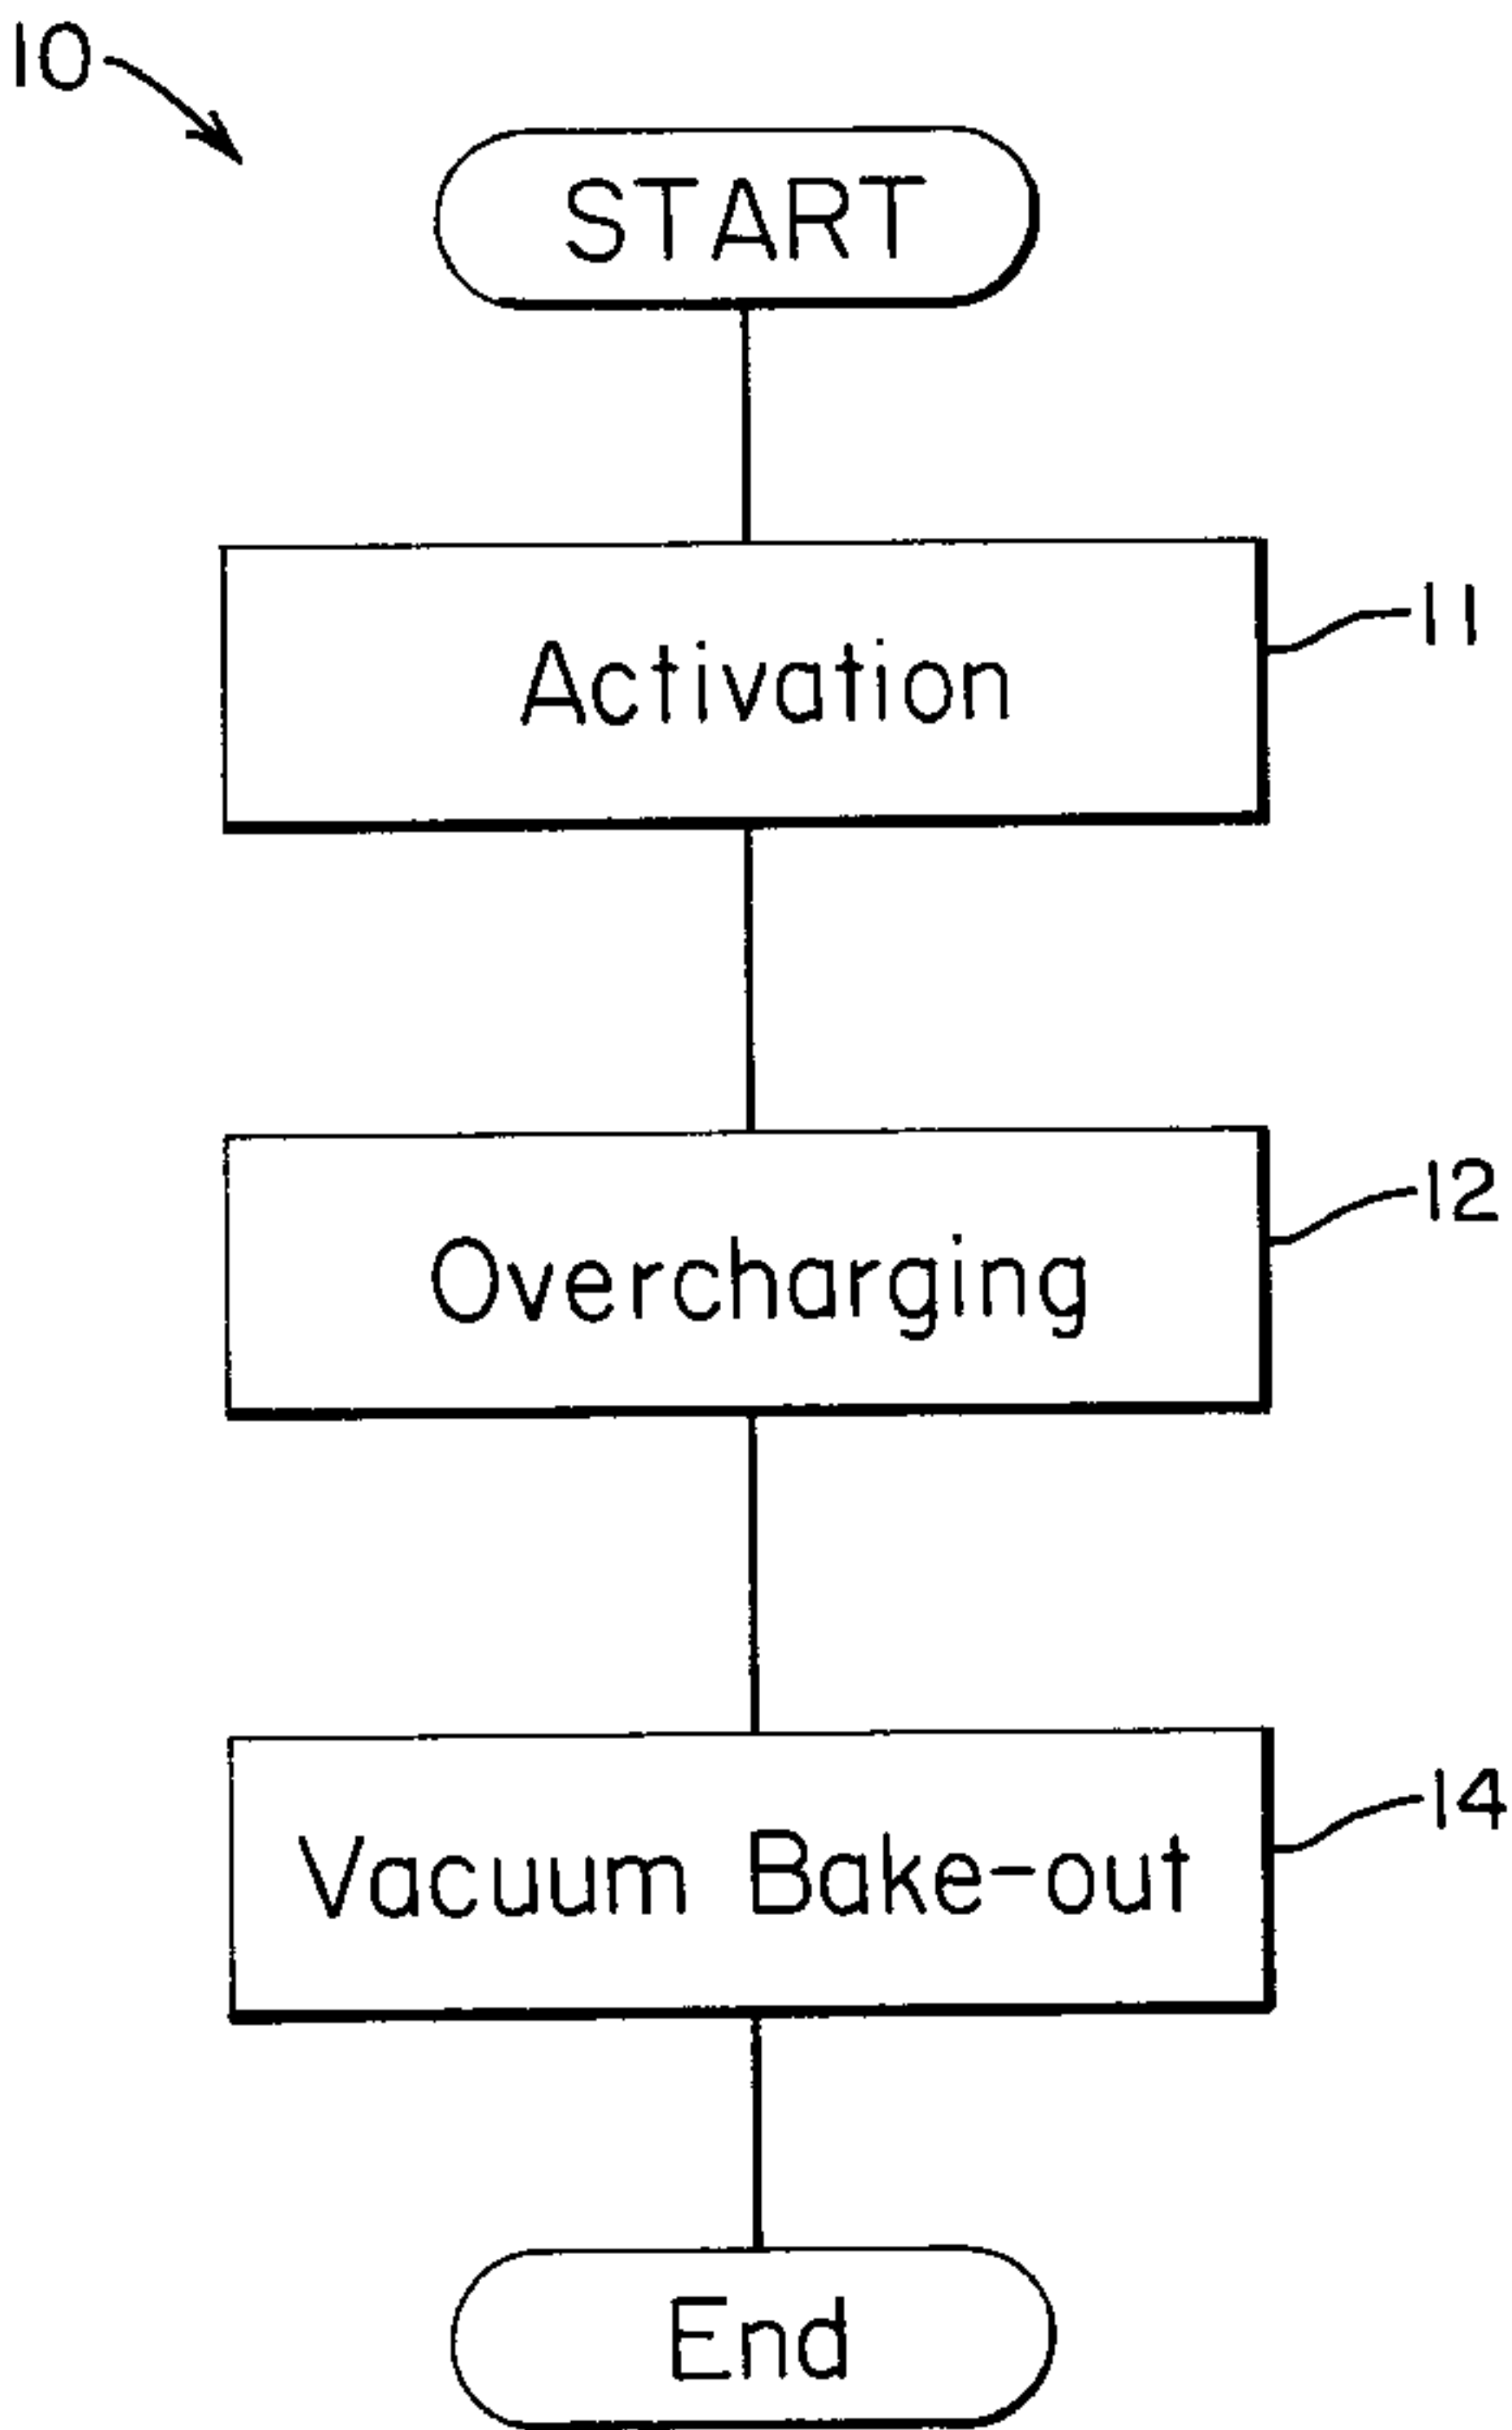 10
START
Activation
11
Overcharging
12
Vacuum Bake-out
14
End